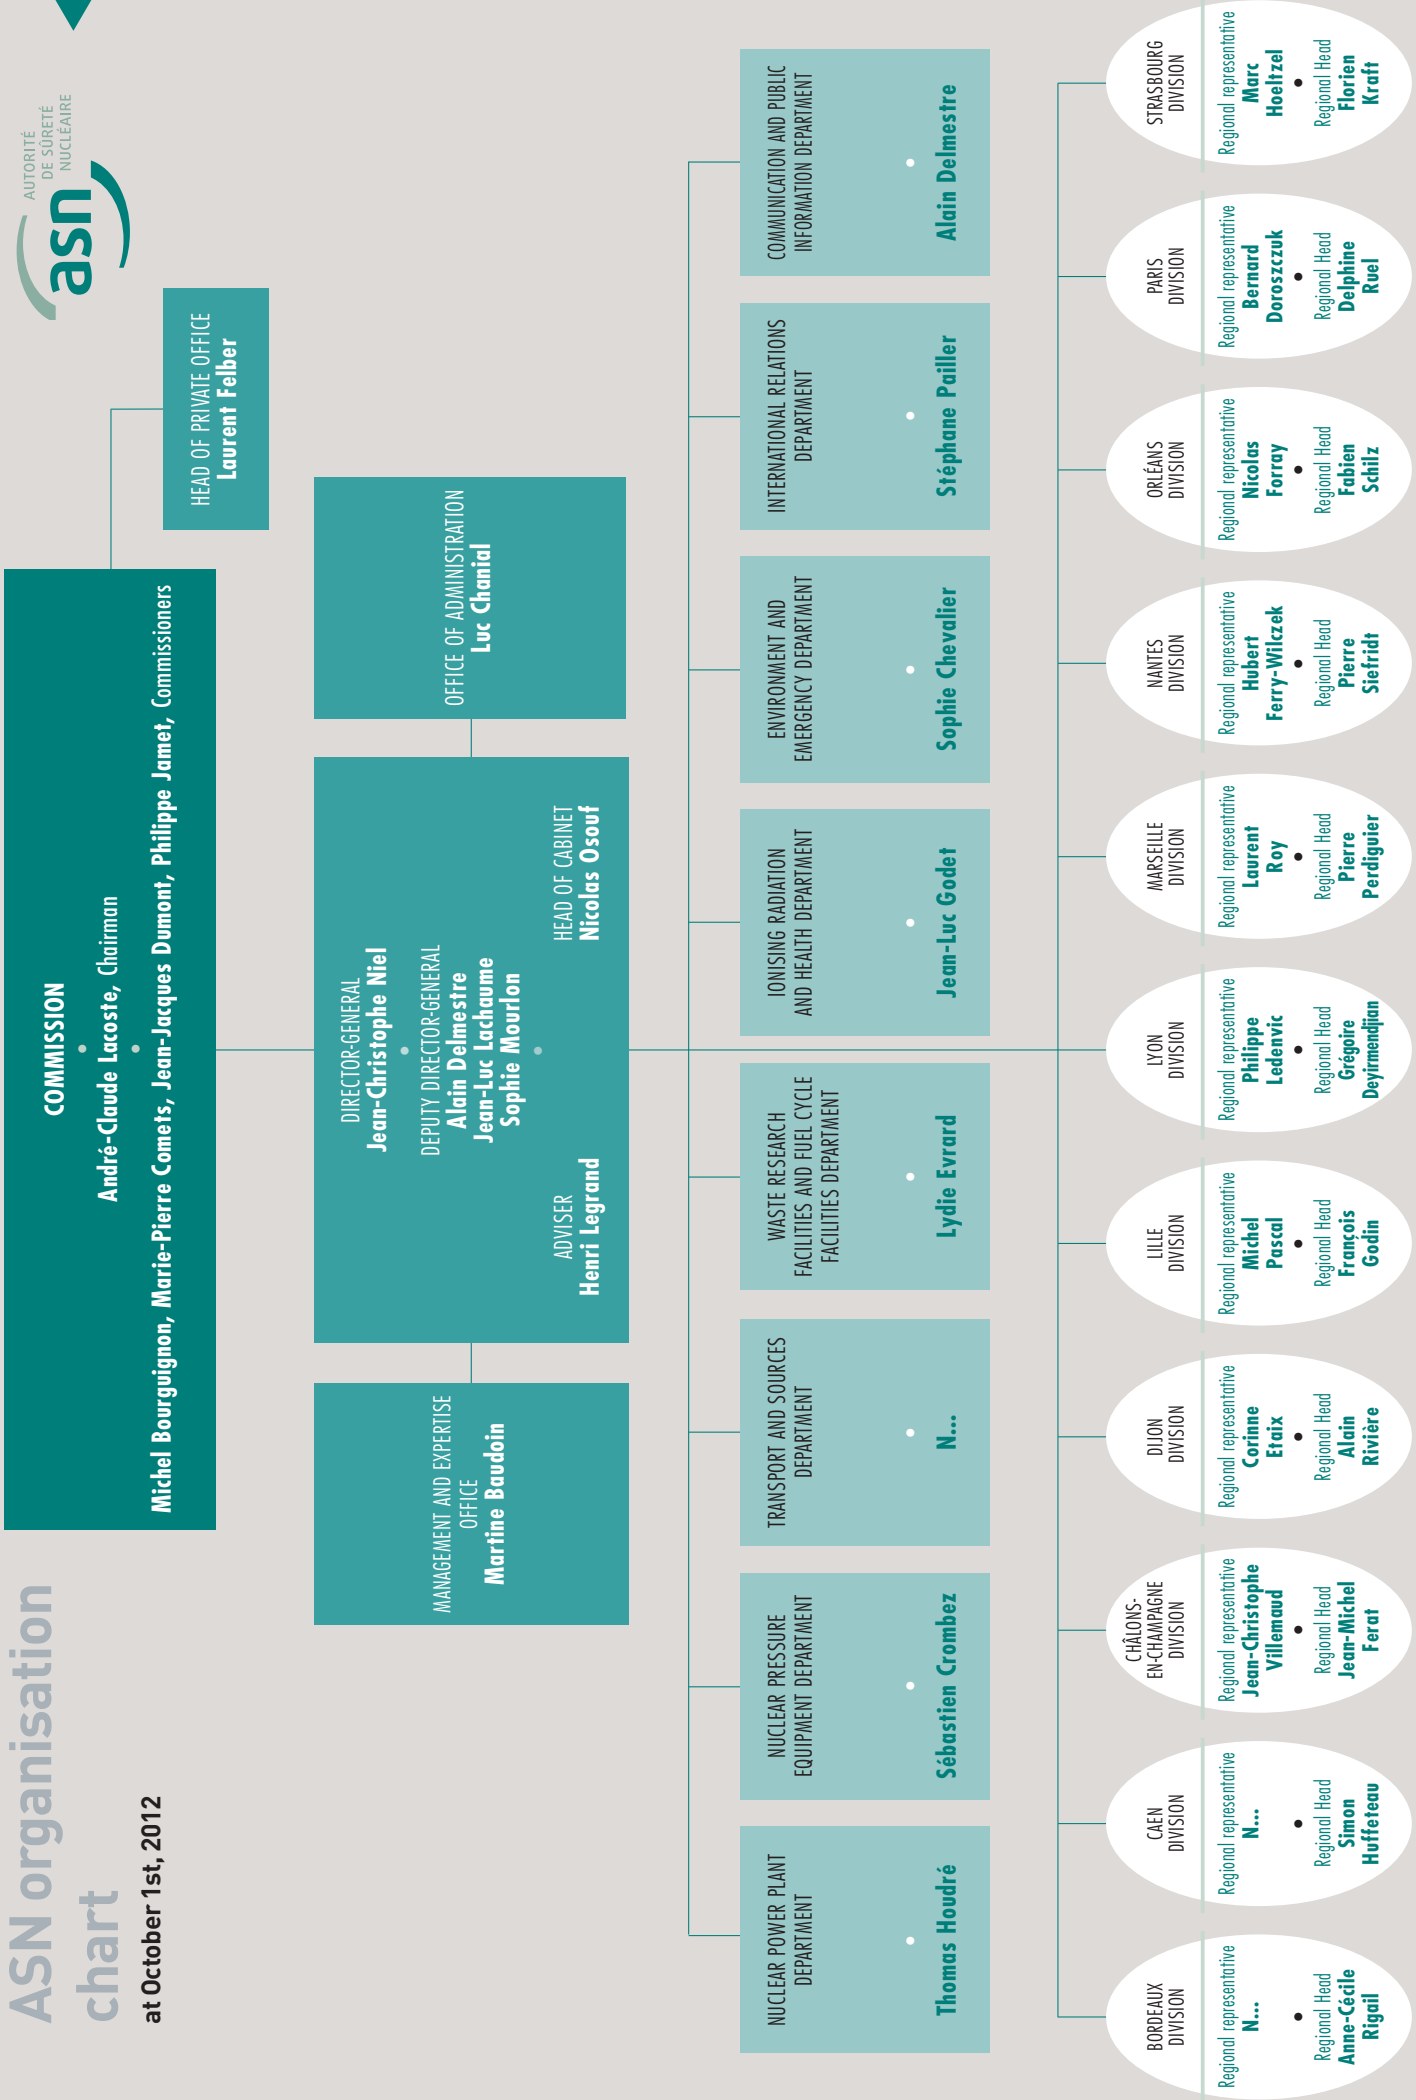 ASN organisation
chart
at October 1st, 2012
AUTORITÉ
DE SÛRETÉ
NUCLÉAIRE
asn
COMMISSION
•
André-Claude Lacoste, Chairman
•
Michel Bourguignon, Marie-Pierre Comets, Jean-Jacques Dumont, Philippe Jamet, Commissioners
HEAD OF PRIVATE OFFICE
Laurent Felber
MANAGEMENT AND EXPERTISE
OFFICE
Martine Baudoin
DIRECTOR-GENERAL
Jean-Christophe Niel
•
DEPUTY DIRECTOR-GENERAL
Alain Delmestre
Jean-Luc Lachaume
Sophie Mourlon
•
ADVISER
Henri Legrand
HEAD OF CABINET
Nicolas Osouf
OFFICE OF ADMINISTRATION
Luc Chanial
NUCLEAR POWER PLANT
DEPARTMENT
•
Thomas Houdré
NUCLEAR PRESSURE
EQUIPMENT DEPARTMENT
•
Sébastien Crombez
TRANSPORT AND SOURCES
DEPARTMENT
•
N...
WASTE RESEARCH
FACILITIES AND FUEL CYCLE
FACILITIES DEPARTMENT
•
Lydie Evrard
IONISING RADIATION
AND HEALTH DEPARTMENT
•
Jean-Luc Godet
ENVIRONMENT AND
EMERGENCY DEPARTMENT
•
Sophie Chevalier
INTERNATIONAL RELATIONS
DEPARTMENT
•
Stéphane Pailler
COMMUNICATION AND PUBLIC
INFORMATION DEPARTMENT
•
Alain Delmestre
BORDEAUX
DIVISION
Regional representative
N...
•
Regional Head
Anne-Cécile
Rigail
CAEN
DIVISION
Regional representative
N...
•
Regional Head
Simon
Huffeteau
CHÂLONS-
EN-CHAMPAGNE
DIVISION
Regional representative
Jean-Christophe
Villemaud
•
Regional Head
Jean-Michel
Ferat
DIJON
DIVISION
Regional representative
Corinne
Etaix
•
Regional Head
Alain
Rivière
LILLE
DIVISION
Regional representative
Michel
Pascal
•
Regional Head
François
Godin
LYON
DIVISION
Regional representative
Philippe
Ledenvic
•
Regional Head
Grégoire
Deyirmendjian
MARSEILLE
DIVISION
Regional representative
Laurent
Roy
•
Regional Head
Pierre
Perdiguier
NANTES
DIVISION
Regional representative
Hubert
Ferry-Wilczek
•
Regional Head
Pierre
Siefridt
ORLÉANS
DIVISION
Regional representative
Nicolas
Forray
•
Regional Head
Fabien
Schilz
PARIS
DIVISION
Regional representative
Bernard
Doroszczuk
•
Regional Head
Delphine
Ruel
STRASBOURG
DIVISION
Regional representative
Marc
Hoeltzel
•
Regional Head
Florien
Kraft